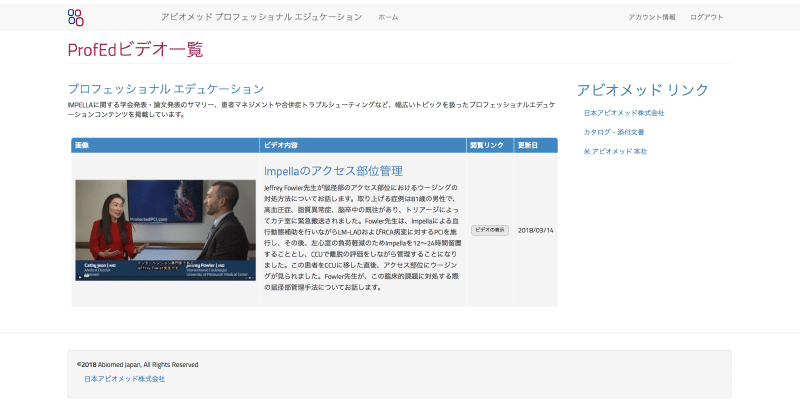 アビオメッド プロフェッショナル エジュケーション
ホーム
アカウント情報
ログアウト
ProfEdビデオ一覧
プロフェッショナル エデュケーション
IMPELLAに関する学会発表・論文発表のサマリー、患者マネジメントや合併症トラブルシューティングなど、幅広いトピックを扱ったプロフェッショナルエデュケ
ーションコンテンツを掲載しています。
アビオメッド リンク
日本アビオメッド株式会社
カタログ・添付文書
米 アビオメッド 本社
画像
ビデオ内容
閲覧リンク
更新日
ProtectedPCI.com
Cathy Jeon | MD
Medical Director
Abiomed
Jeffrey Fowler | MD
Interventional Cardiologist
University of Pittsburgh Medical Center
Impellaのアクセス部位管理
Jeffrey Fowler先生が鼠径部のアクセス部位におけるウージングの
対処方法についてお話します。取り上げる症例は81歳の男性で、
高血圧症、脂質異常症、脳卒中の既往があり、トリアージによっ
てカテ室に緊急搬送されました。Fowler先生は、Impellaによる血
行動態補助を行いながらLM-LADおよびRCA病変に対するPCIを施
行し、その後、左心室の負荷軽減のためImpellaを12〜24時間留置
することとし、CCUで離脱の評価をしながら管理することになり
ました。この患者をCCUに移した直後、アクセス部位にウージン
グが見られました。Fowler先生が、この臨床的課題に対処する際
の鼠径部管理手法についてお話します。
ビデオの表示
2018/03/14
©2018 Abiomed Japan, All Rights Reserved
日本アビオメッド株式会社